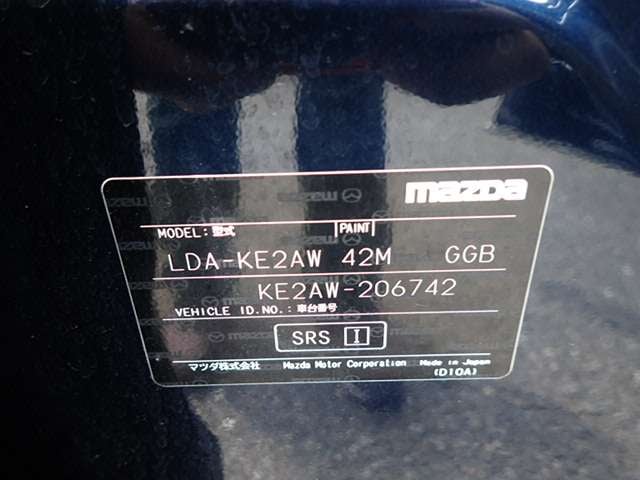 mazda
MODEL:型式 PAINT
LDA-KE2AW 42M GGB
KE2AW-206742
VEHICLE ID.NO.:車台番号
SRS I
マツダ株式会社 Mazda Motor Corporation Made in Japan
(D10A)